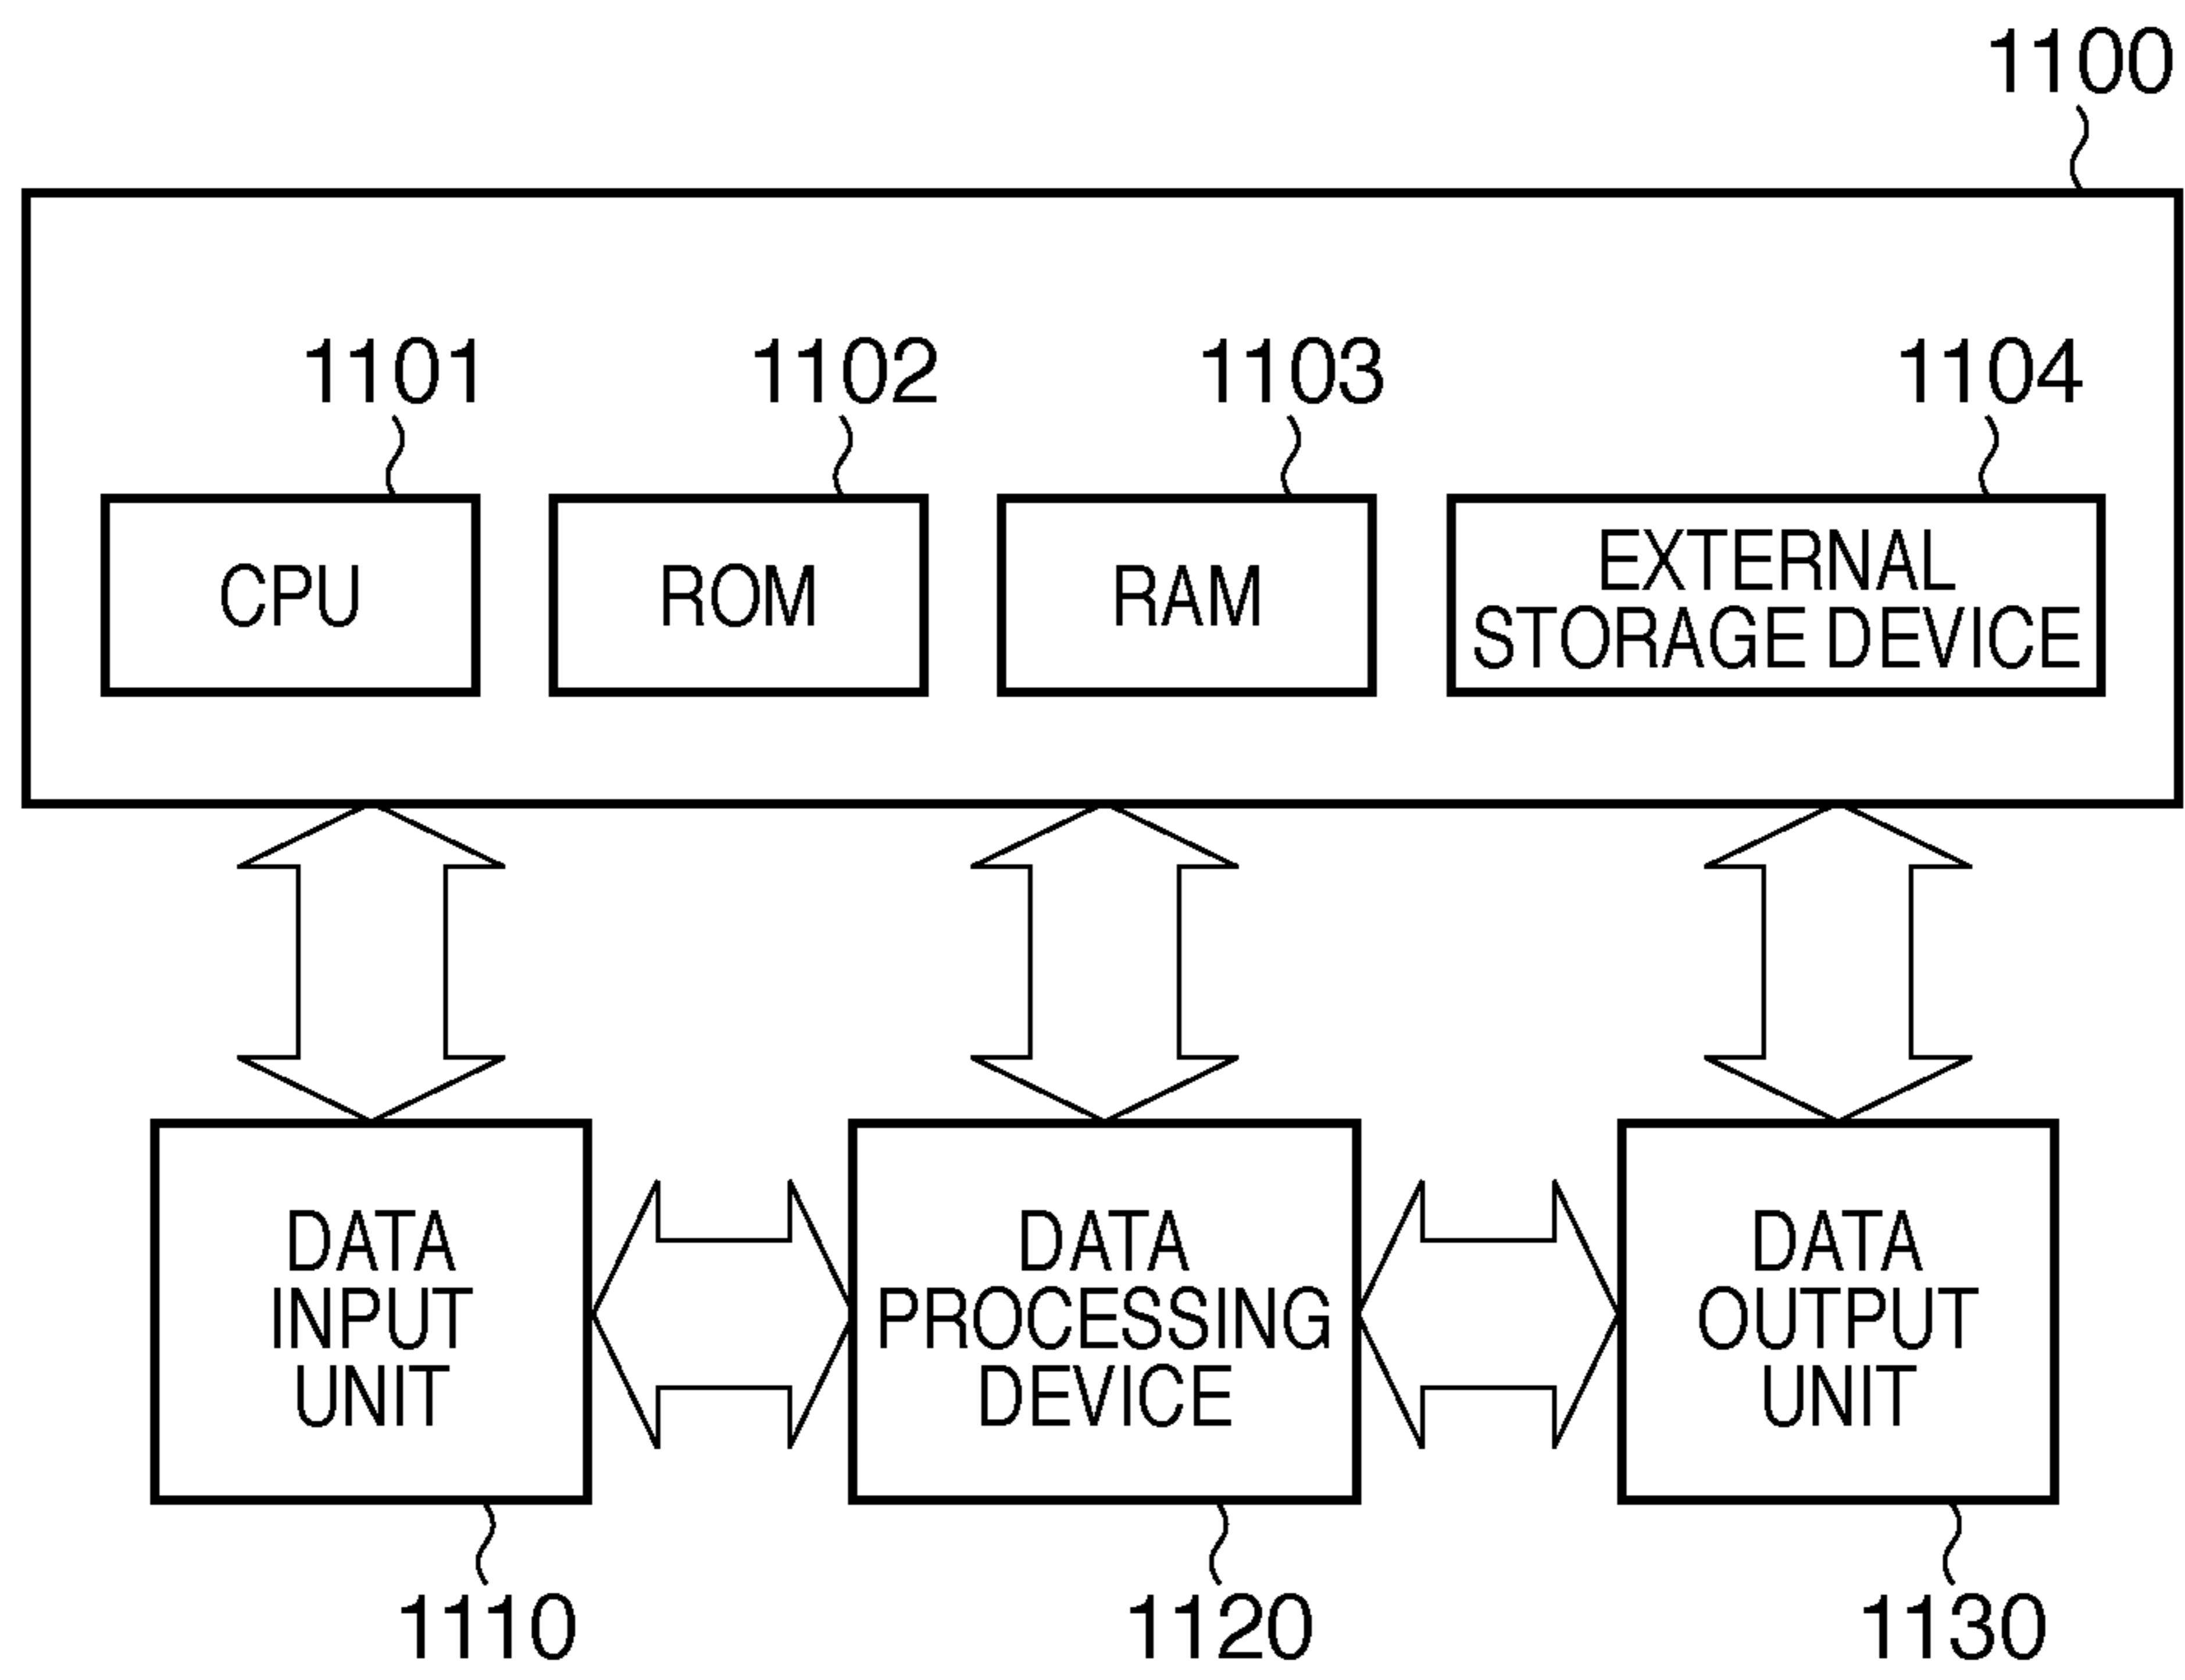 1100
1101 1102 1103 1104
CPU ROM RAM EXTERNAL
STORAGE DEVICE
DATA
INPUT
UNIT
DATA
PROCESSING
DEVICE
DATA
OUTPUT
UNIT
1110 1120 1130